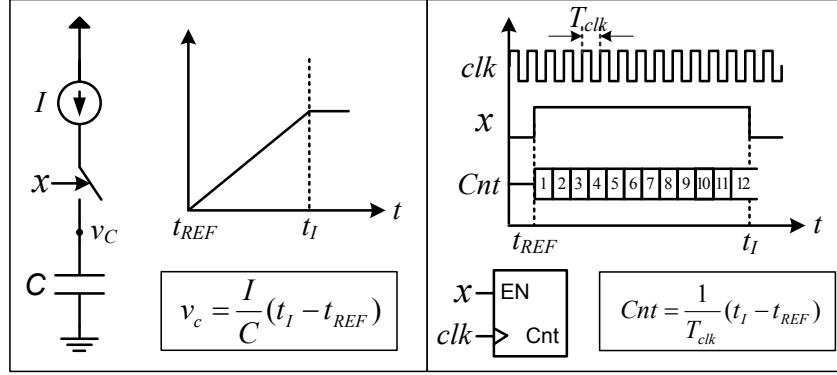 I
x
v_C
C
t_REF
t_I
t
v_c = I/C (t_I − t_REF)
T_clk
clk
x
Cnt
1 2 3 4 5 6 7 8 9 10 11 12
t_REF
t_I
t
x
EN
clk
Cnt
Cnt = 1/T_clk (t_I − t_REF)